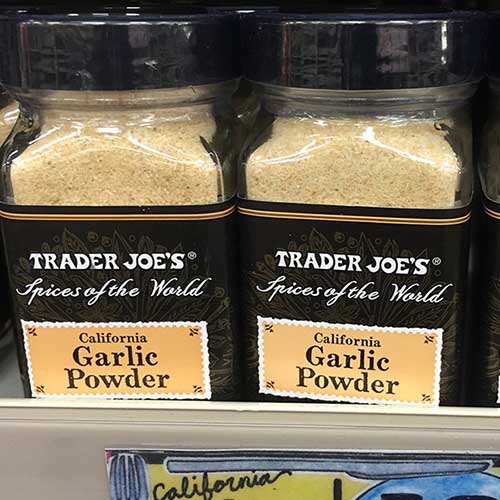 TRADER JOE'S®
Spices of the World
California
Garlic
Powder
TRADER JOE'S®
Spices of the World
California
Garlic
Powder
California